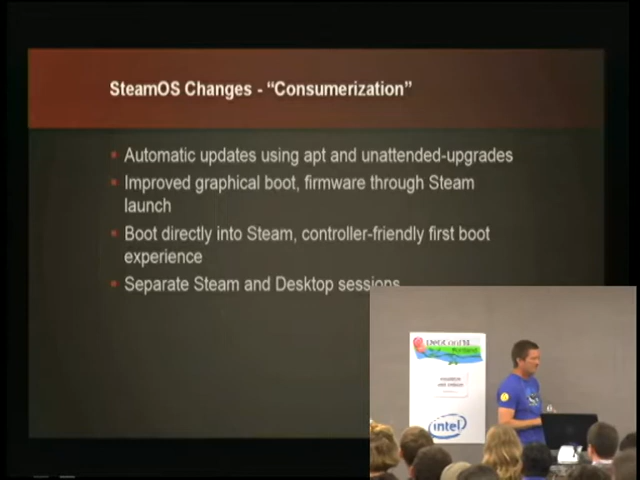 SteamOS Changes - “Consumerization”
Automatic updates using apt and unattended-upgrades
Improved graphical boot, firmware through Steam
launch
Boot directly into Steam, controller-friendly first boot
experience
Separate Steam and Desktop sessions
intel